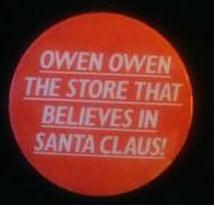 OWEN OWEN
THE STORE THAT
BELIEVES IN
SANTA CLAUS!